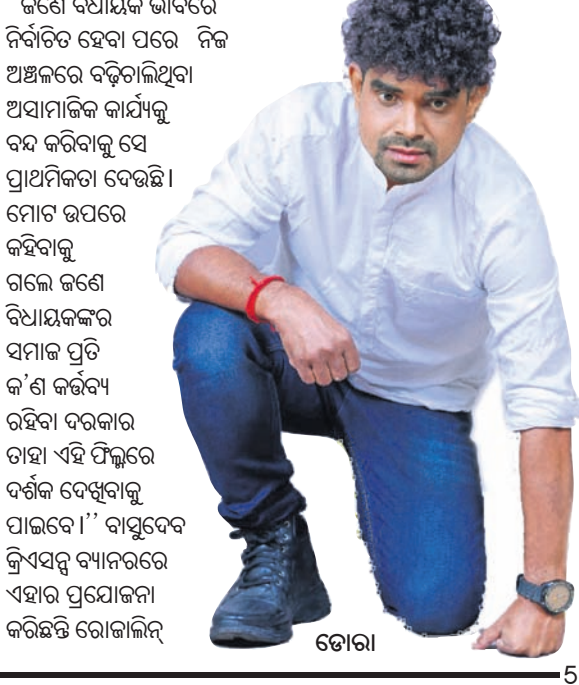 ଜଣେ ବିଧାୟକ ଭାବରେ
ନିର୍ବାଚିତ ହେବା ପରେ ନିଜ
ଅଞ୍ଚଳରେ ବଢ଼ିଚାଲିଥିବା
ଅସାମାଜିକ କାର୍ଯ୍ୟକୁ
ବନ୍ଦ କରିବାକୁ ସେ
ପ୍ରାଥମିକତା ଦେଉଛି।
ମୋଟ ଉପରେ
କହିବାକୁ
ଗଲେ ଜଣେ
ବିଧାୟକଙ୍କର
ସମାଜ ପ୍ରତି
କ'ଣ କର୍ତ୍ତବ୍ୟ
ରହିବା ଦରକାର
ତାହା ଏହି ଫିଲ୍ମରେ
ଦର୍ଶକ ଦେଖିବାକୁ
ପାଇବେ।'' ବାସୁଦେବ
କ୍ରିଏସନ୍ସ ବ୍ୟାନରରେ
ଏହାର ପ୍ରଯୋଜନା
କରିଛନ୍ତି ରୋଜାଲିନ୍
ଡୋରା
5